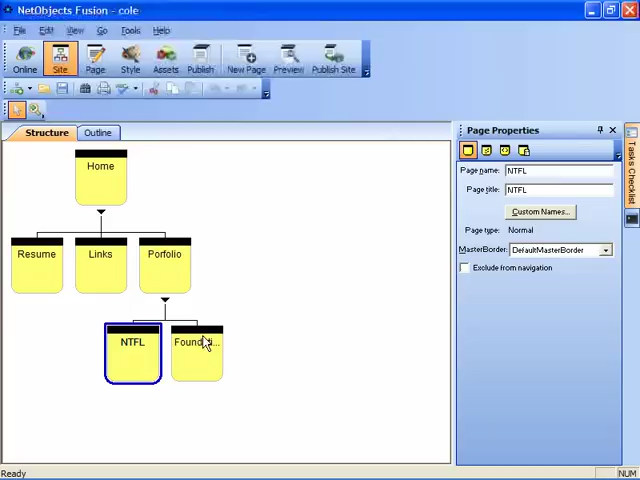 NetObjects Fusion - cole
File Edit View Go Tools Help
Online Site Page Style Assets Publish New Page Preview Publish Site
Structure Outline
Page Properties
Home
Page name: NTFL
Page title: NTFL
Custom Names...
Page type: Normal
MasterBorder: DefaultMasterBorder
Exclude from navigation
Resume Links Porfolio
NTFL
Tasks Checklist
Ready
NUM